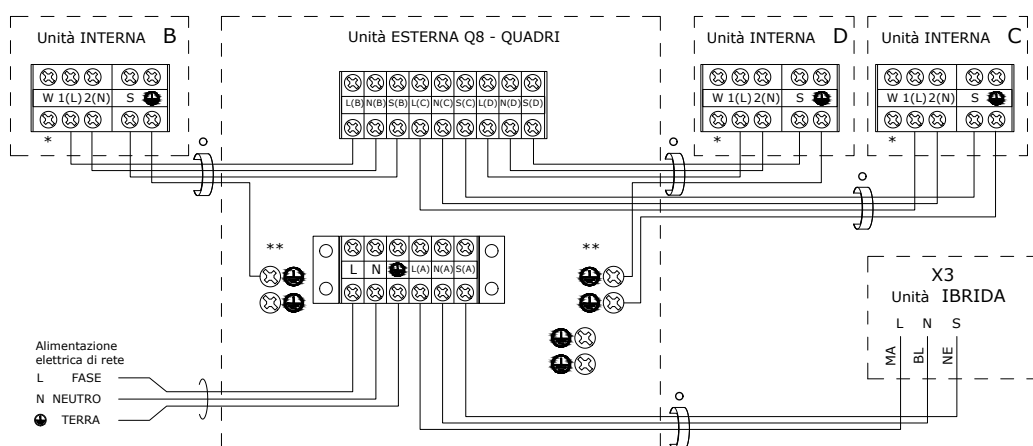 Unità INTERNA B
Unità ESTERNA Q8 - QUADRI
Unità INTERNA D
Unità INTERNA C
W 1(L) 2(N) S
L(B) N(B) S(B) L(C) N(C) S(C) L(D) N(D) S(D)
W 1(L) 2(N) S
W 1(L) 2(N) S
*
*
*
**
**
L N L(A) N(A) S(A)
X3
Unità IBRIDA
L N S
MA BL NE
Alimentazione
elettrica di rete
L FASE
N NEUTRO
TERRA